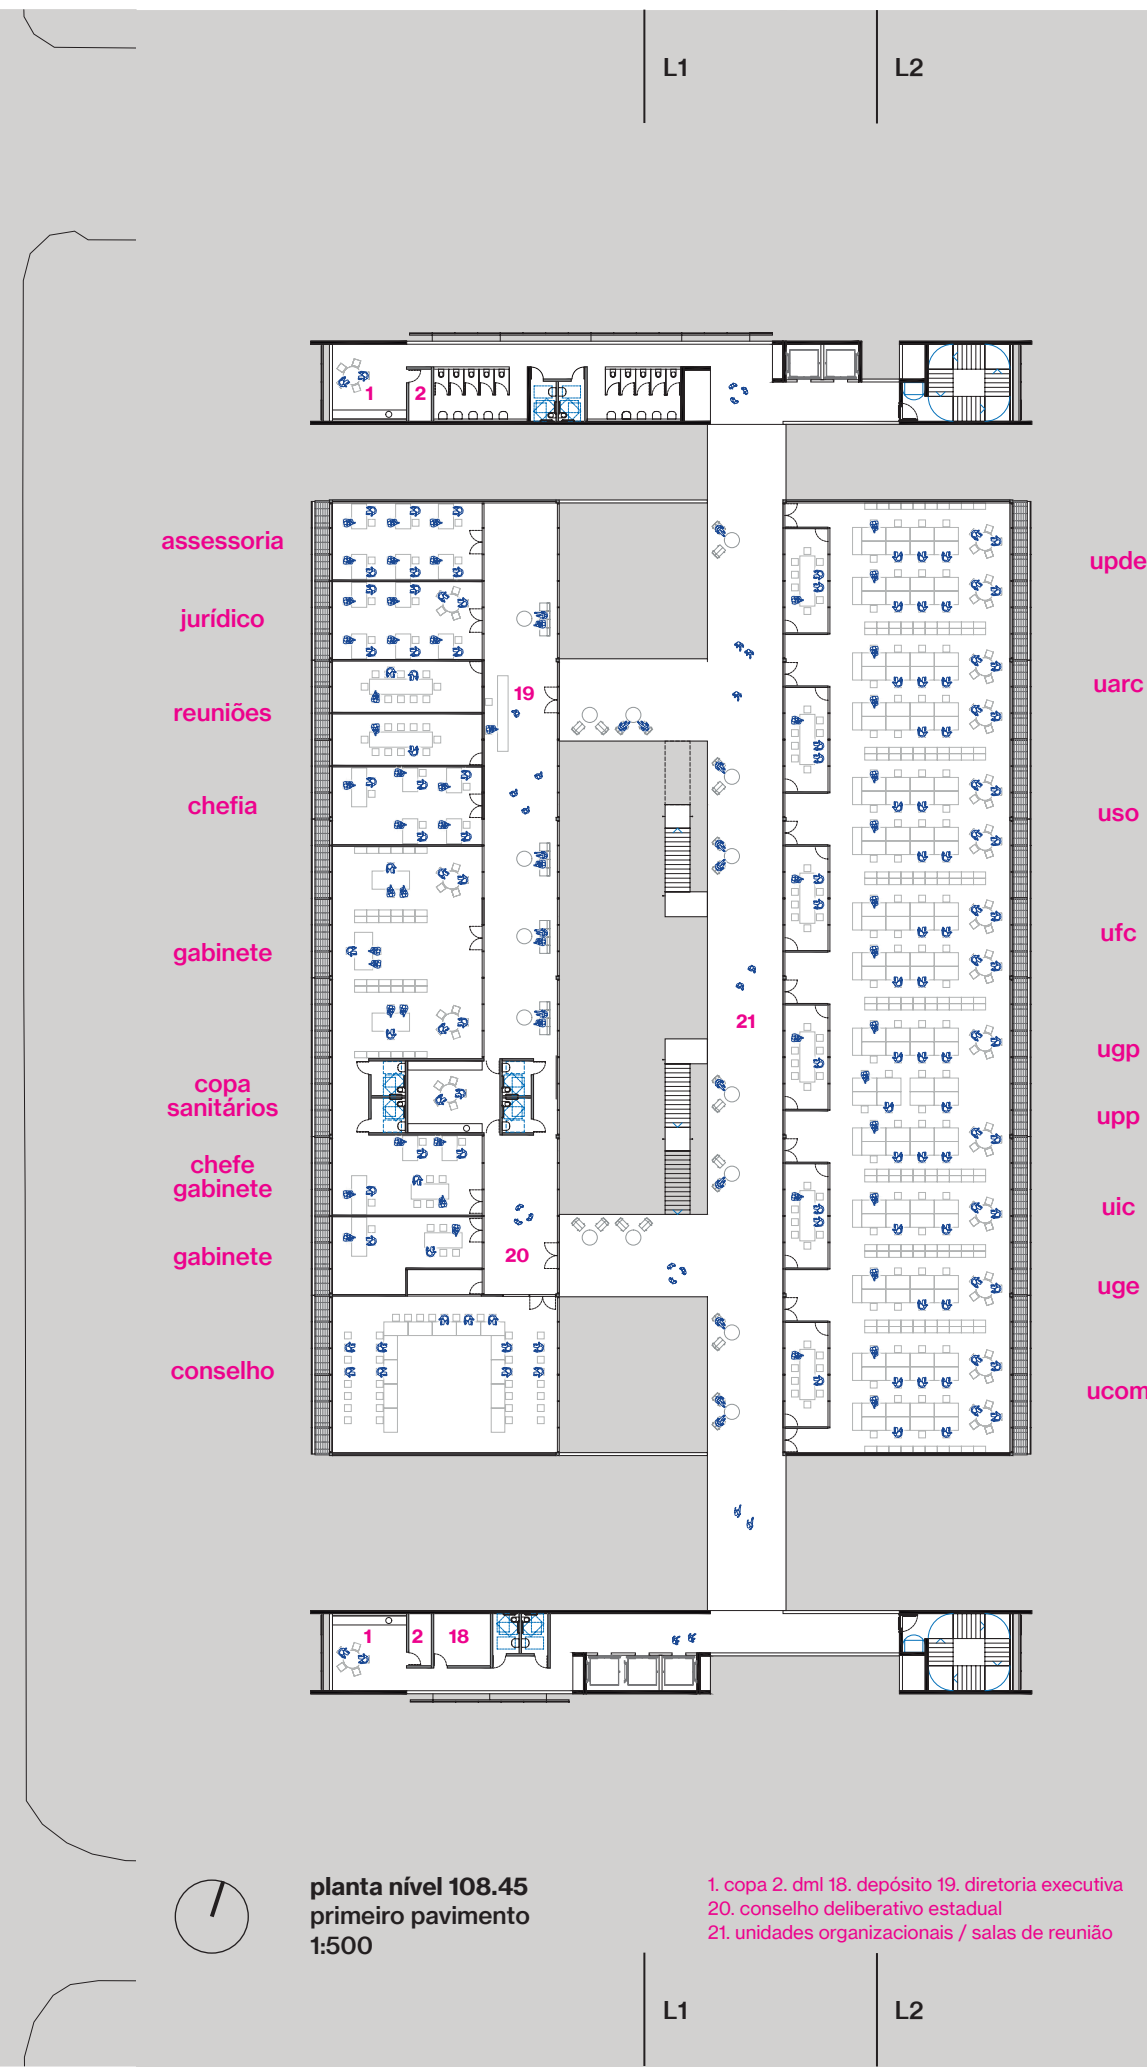 L1
L2
1
2
assessoria
upde
jurídico
uarc
19
reuniões
chefia
uso
gabinete
ufc
21
ugp
copa
sanitários
upp
chefe
gabinete
uic
20
gabinete
uge
conselho
ucom
1
2
18
planta nível 108.45
primeiro pavimento
1:500
1. copa 2. dml 18. depósito 19. diretoria executiva
20. conselho deliberativo estadual
21. unidades organizacionais / salas de reunião
L1
L2